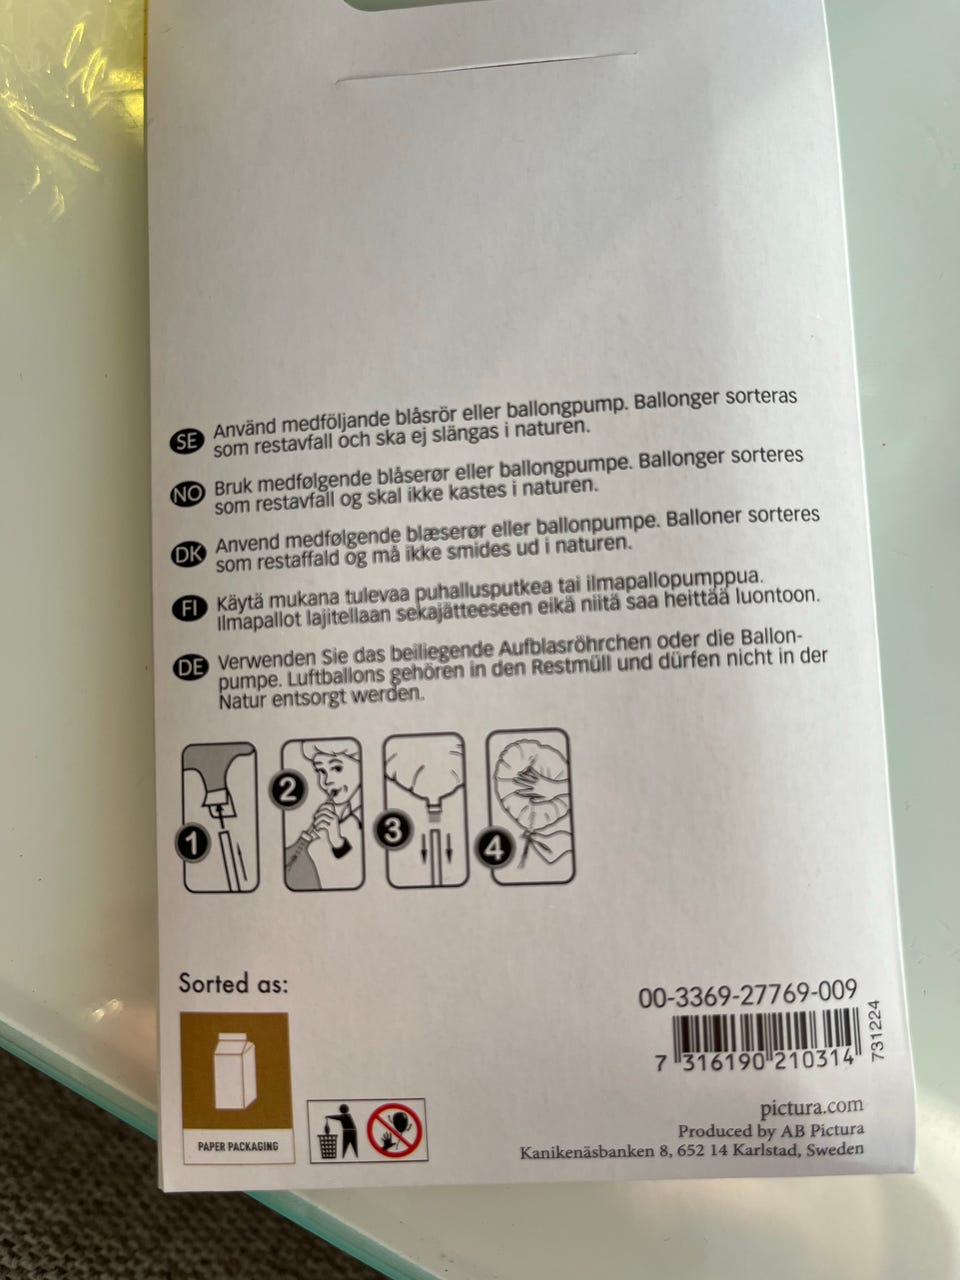 SE Använd medföljande blåsrör eller ballongpump. Ballonger sorteras
som restavfall och ska ej slängas i naturen.
NO Bruk medfølgende blåserør eller ballongpumpe. Ballonger sorteres
som restavfall og skal ikke kastes i naturen.
DK Anvend medfølgende blæserør eller ballonpumpe. Balloner sorteres
som restaffald og må ikke smides ud i naturen.
FI Käytä mukana tulevaa puhallusputkea tai ilmapallopumppua.
Ilmapallot lajitellaan sekajätteeseen eikä niitä saa heittää luontoon.
DE Verwenden Sie das beiliegende Aufblasröhrchen oder die Ballon-
pumpe. Luftballons gehören in den Restmüll und dürfen nicht in der
Natur entsorgt werden.
1 2 3 4
Sorted as:
PAPER PACKAGING
00-3369-27769-009
7 316190 210314
731224
pictura.com
Produced by AB Pictura
Kanikenäsbanken 8, 652 14 Karlstad, Sweden